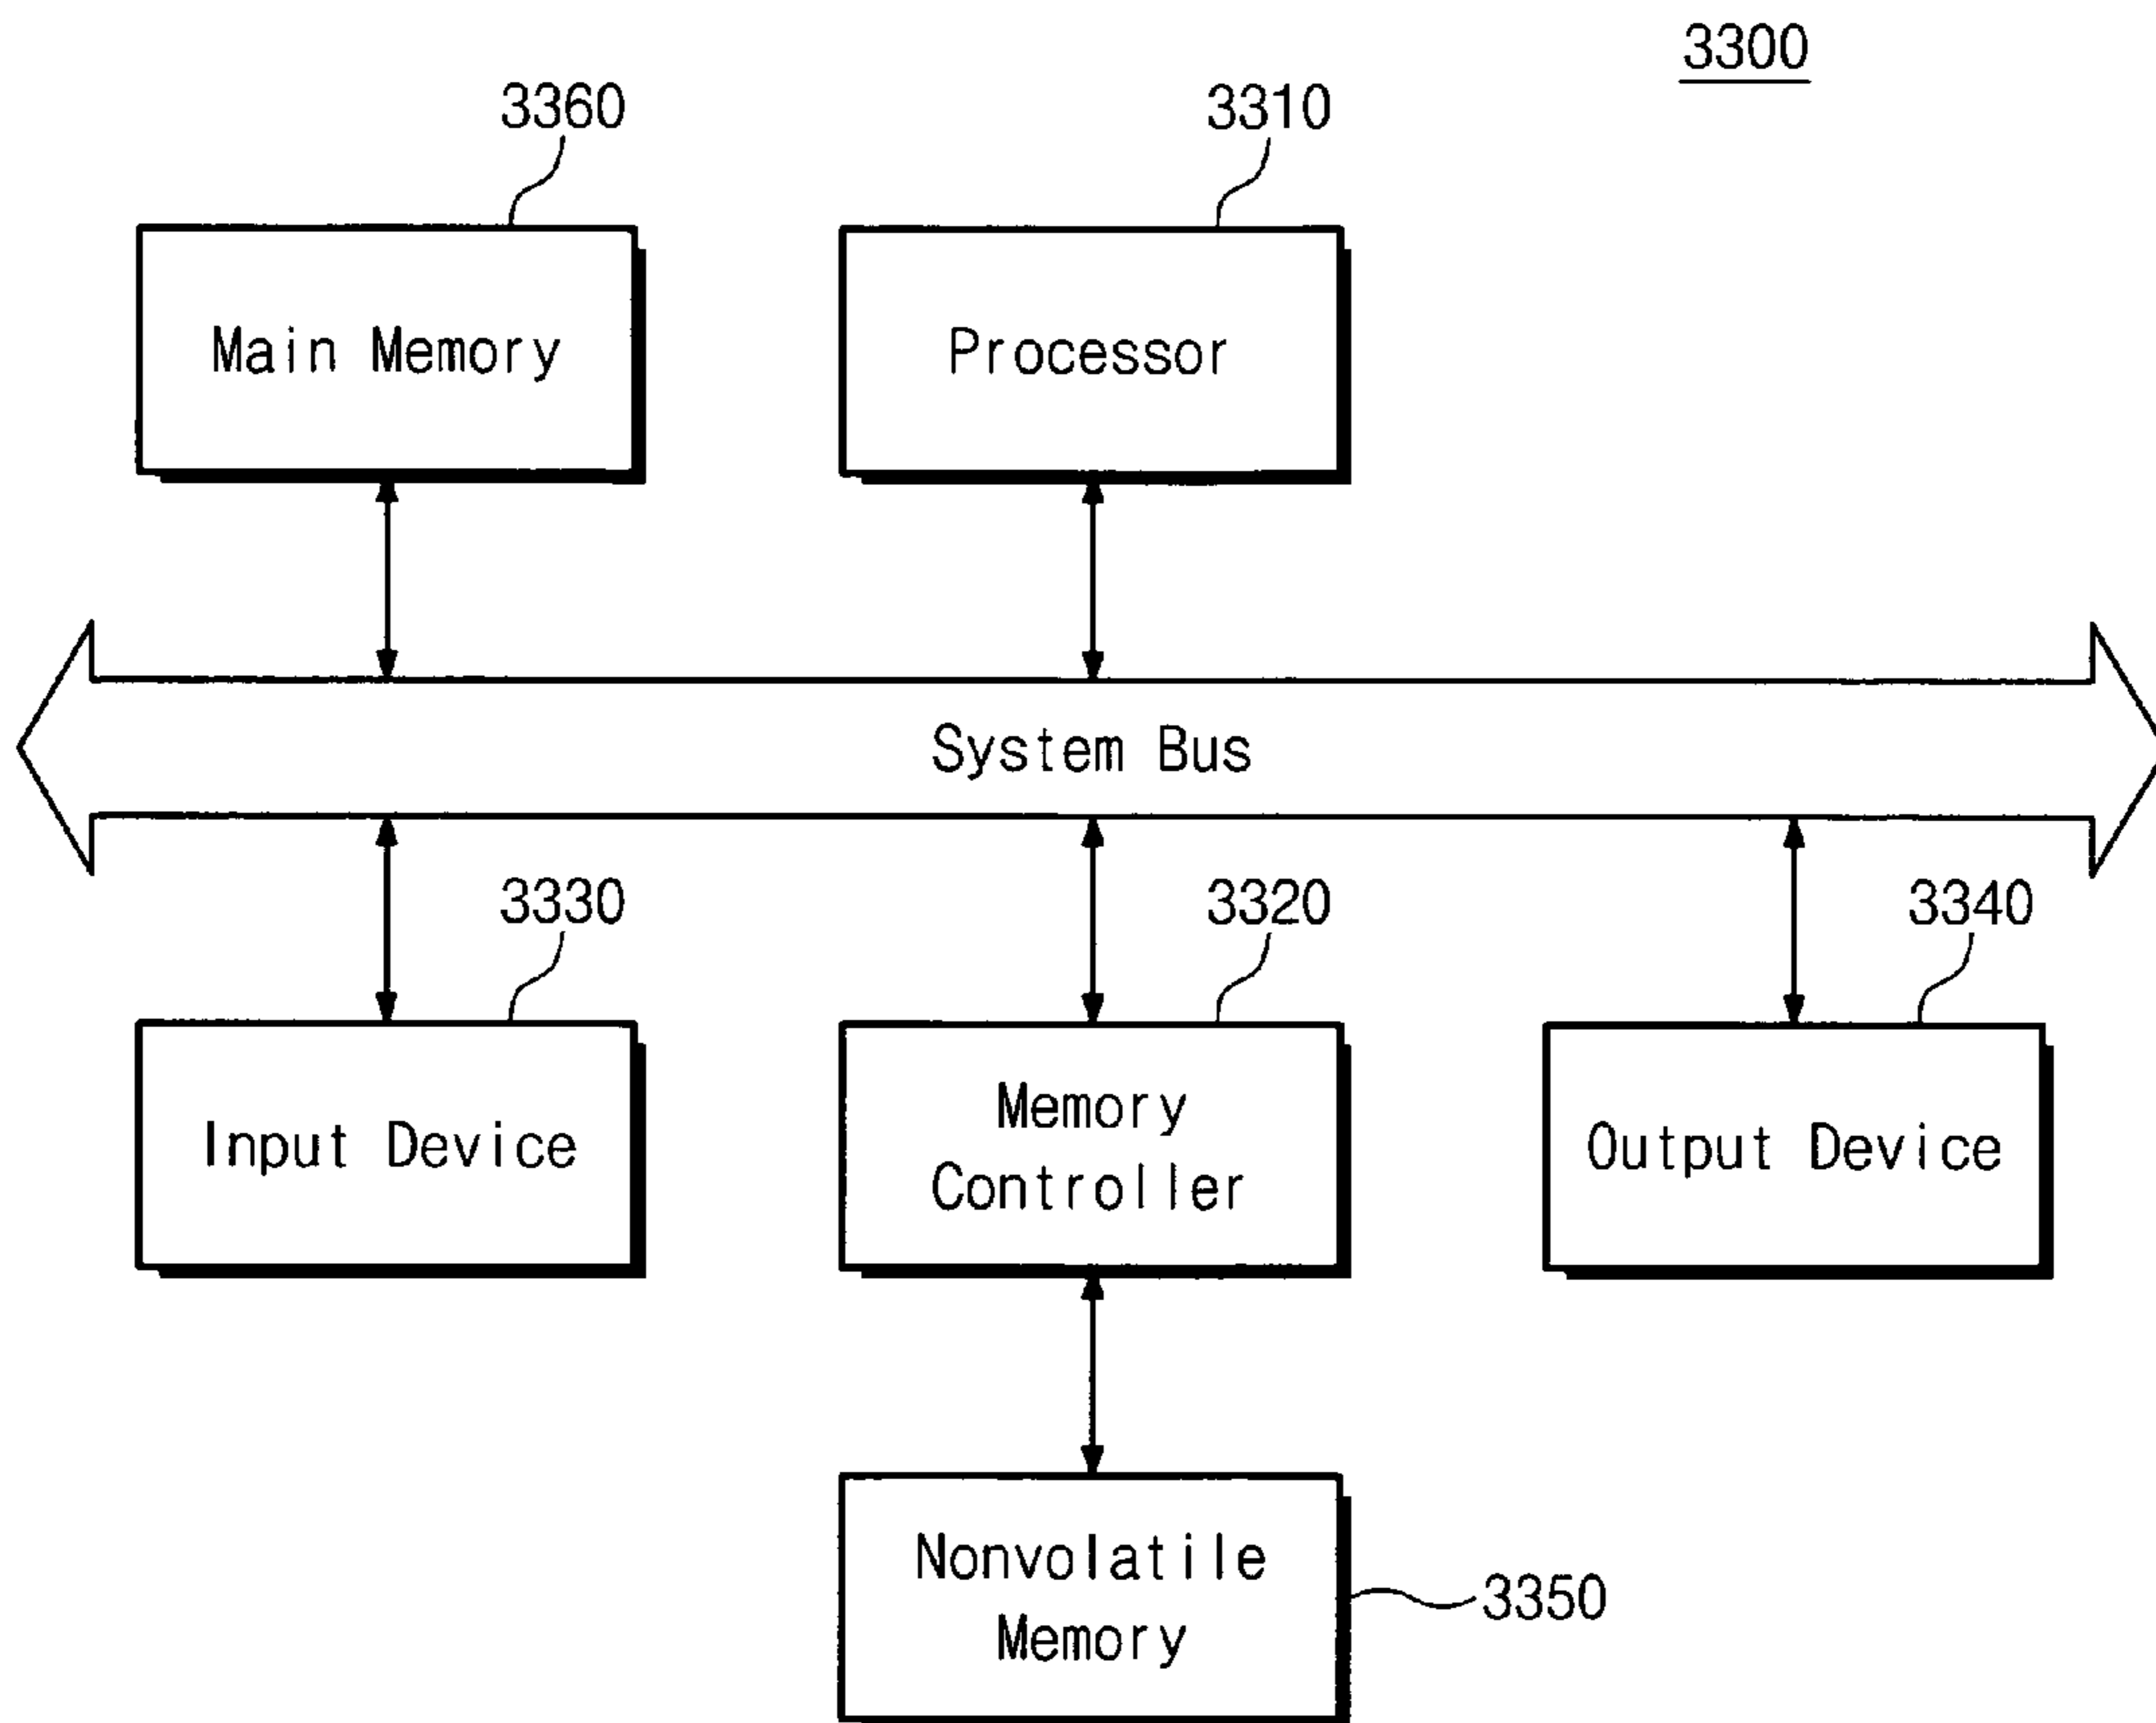 3300
3360
3310
Main Memory
Processor
System Bus
3330
3320
3340
Input Device
Memory
Controller
Output Device
Nonvolatile
Memory
3350